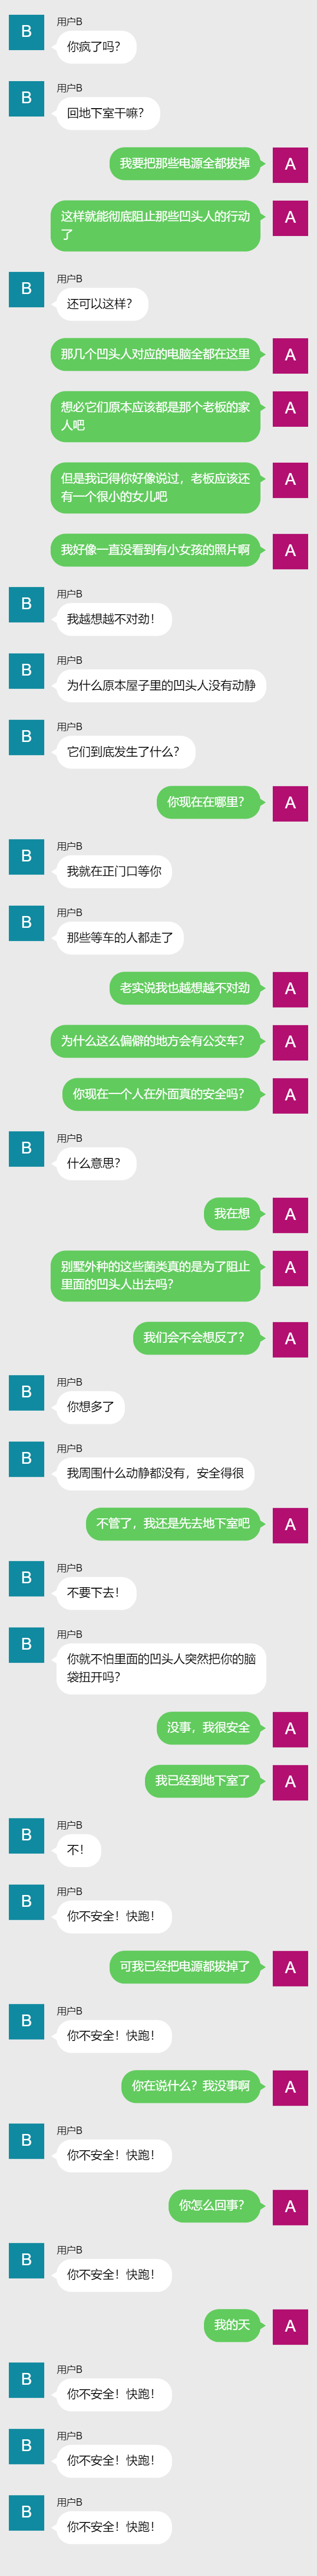 B
用户B
你疯了吗？
B
用户B
回地下室干嘛？
我要把那些电源全都拔掉
A
这样就能彻底阻止那些凹头人的行动
了
A
B
用户B
还可以这样？
那几个凹头人对应的电脑全都在这里
A
想必它们原本应该都是那个老板的家
人吧
A
但是我记得你好像说过，老板应该还
有一个很小的女儿吧
A
我好像一直没看到有小女孩的照片啊
A
B
用户B
我越想越不对劲！
B
用户B
为什么原本屋子里的凹头人没有动静
B
用户B
它们到底发生了什么？
你现在在哪里？
A
B
用户B
我就在正门口等你
B
用户B
那些等车的人都走了
老实说我也越想越不对劲
A
为什么这么偏僻的地方会有公交车？
A
你现在一个人在外面真的安全吗？
A
B
用户B
什么意思？
我在想
A
别墅外种的这些菌类真的是为了阻止
里面的凹头人出去吗？
A
我们会不会想反了？
A
B
用户B
你想多了
B
用户B
我周围什么动静都没有，安全得很
不管了，我还是先去地下室吧
A
B
用户B
不要下去！
B
用户B
你就不怕里面的凹头人突然把你的脑
袋扭开吗？
没事，我很安全
A
我已经到地下室了
A
B
用户B
不！
B
用户B
你不安全！快跑！
可我已经把电源都拔掉了
A
B
用户B
你不安全！快跑！
你在说什么？我没事啊
A
B
用户B
你不安全！快跑！
你怎么回事？
A
B
用户B
你不安全！快跑！
我的天
A
B
用户B
你不安全！快跑！
B
用户B
你不安全！快跑！
B
用户B
你不安全！快跑！